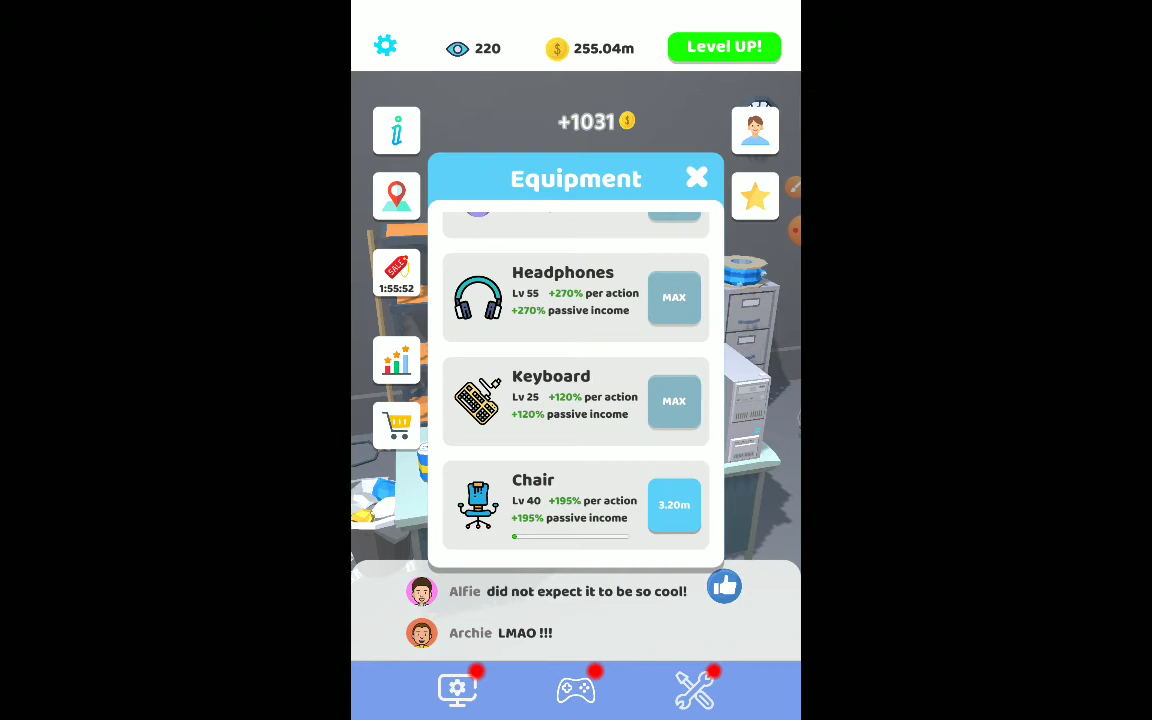 220
255.04m
Level UP!
+1031
Equipment
SALE
1:55:52
Headphones
Lv 55 +270% per action
+270% passive income
MAX
Keyboard
Lv 25 +120% per action
+120% passive income
MAX
Chair
Lv 40 +195% per action
+195% passive income
3.20m
Alfie did not expect it to be so cool!
Archie LMAO !!!